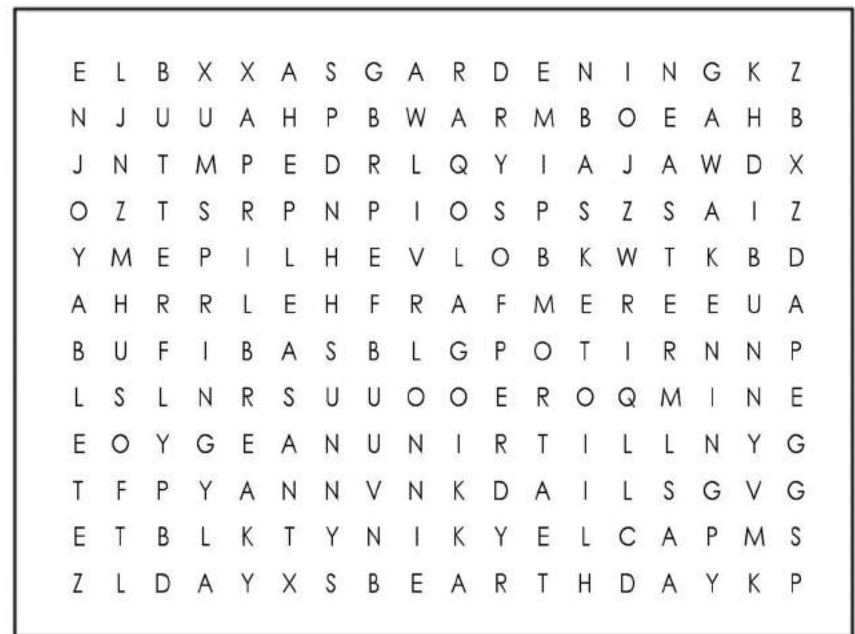 E L B X X A S G A R D E N I N G K Z
N J U U A H P B W A R M B O E A H B
J N T M P E D R L Q Y I A J A W D X
O Z T S R P N P I O S P S Z S A I Z
Y M E P I L H E V L O B K W T K B D
A H R R L E H F R A F M E R E E U A
B U F I B A S B L G P O T I R N N P
L S L N R S U U O O E R O Q M I N E
E O Y G E A N U N I R T I L L N Y G
T F P Y A N N V N K D A I L S G V G
E T B L K T Y N I K Y E L C A P M S
Z L D A Y X S B E A R T H D A Y K P